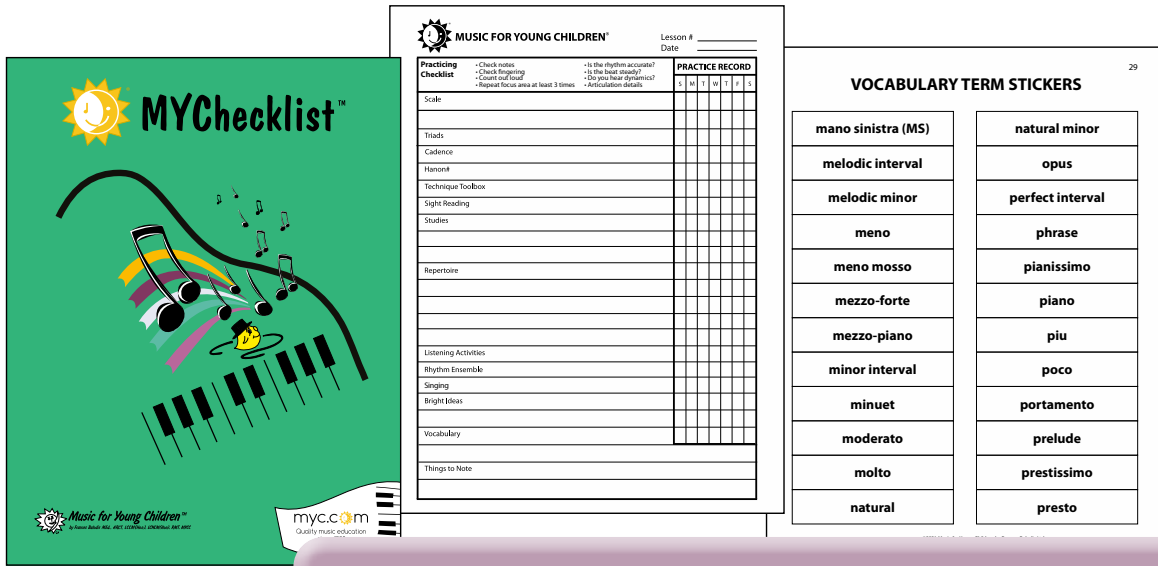 MYChecklist™
Music for Young Children™
myc.com
Quality music education
MUSIC FOR YOUNG CHILDREN®
Lesson #
Date
Practicing Checklist
• Check notes
• Check fingering
• Count out loud
• Repeat focus area at least 3 times
• Is the rhythm accurate?
• Is the beat steady?
• Do you hear dynamics?
• Articulation details
PRACTICE RECORD
S M T W T F S
Scale
Triads
Cadence
Hanon#
Technique Toolbox
Sight Reading
Studies
Repertoire
Listening Activities
Rhythm Ensemble
Singing
Bright Ideas
Vocabulary
Things to Note
29
VOCABULARY TERM STICKERS
mano sinistra (MS)
melodic interval
melodic minor
meno
meno mosso
mezzo-forte
mezzo-piano
minor interval
minuet
moderato
molto
natural
natural minor
opus
perfect interval
phrase
pianissimo
piano
piu
poco
portamento
prelude
prestissimo
presto